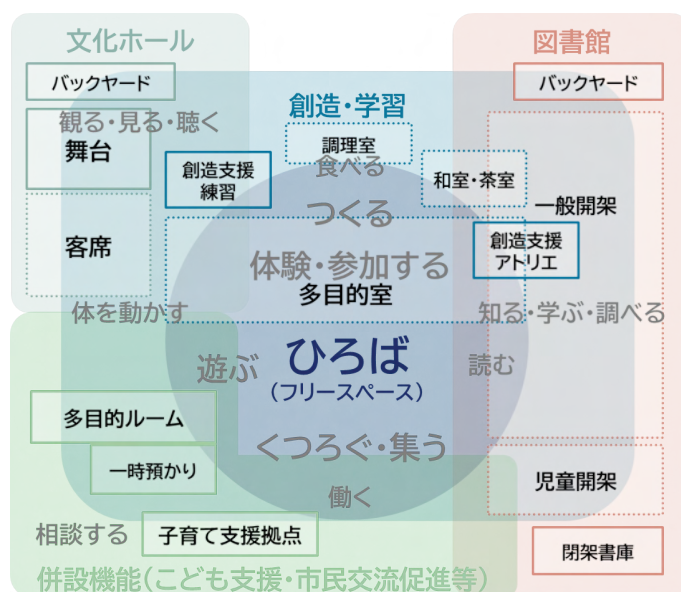 文化ホール
図書館
バックヤード
バックヤード
創造・学習
観る・見る・聴く
舞台
調理室
食べる
創造支援
練習
和室・茶室
一般開架
つくる
客席
創造支援
アトリエ
体験・参加する
多目的室
体を動かす
知る・学ぶ・調べる
ひろば
(フリースペース)
遊ぶ
読む
多目的ルーム
くつろぐ・集う
一時預かり
児童開架
働く
相談する
子育て支援拠点
閉架書庫
併設機能(こども支援・市民交流促進等)